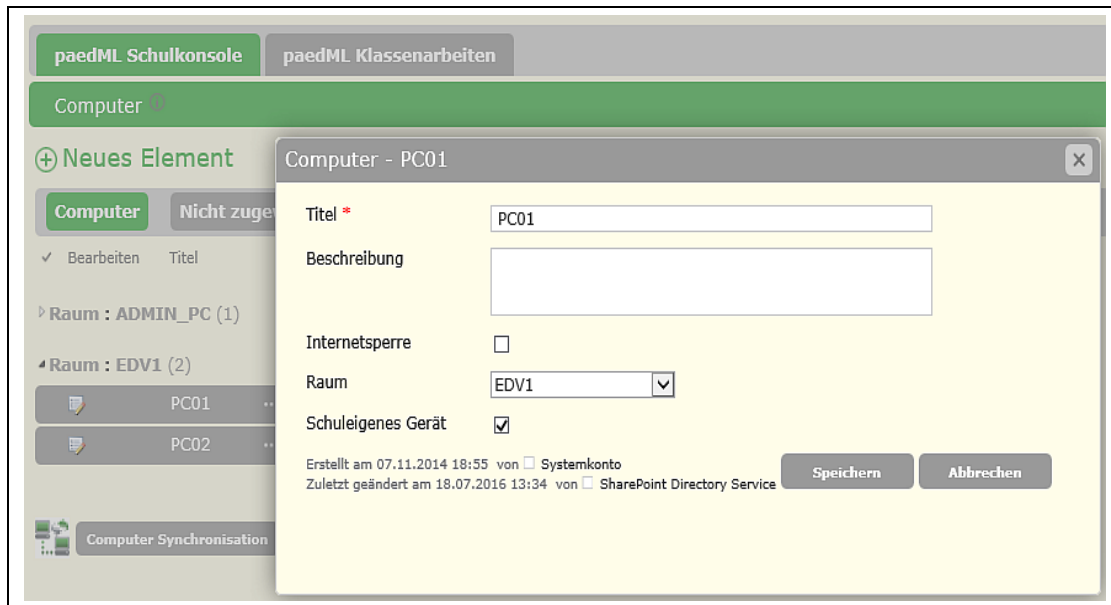 paedML Schulkonsole paedML Klassenarbeiten
Computer
Neues Element
Computer - PC01
Computer Nicht
Titel *
PC01
Bearbeiten Titel
Beschreibung
Raum : ADMIN_PC (1)
Internetsperre
Raum : EDV1 (2)
Raum
EDV1
PC01 ..
Schuleigenes Gerät
PC02 ..
Erstellt am 07.11.2014 18:55 von Systemkonto
Zuletzt geändert am 18.07.2016 13:34 von SharePoint Directory Service
Speichern Abbrechen
Computer Synchronisation